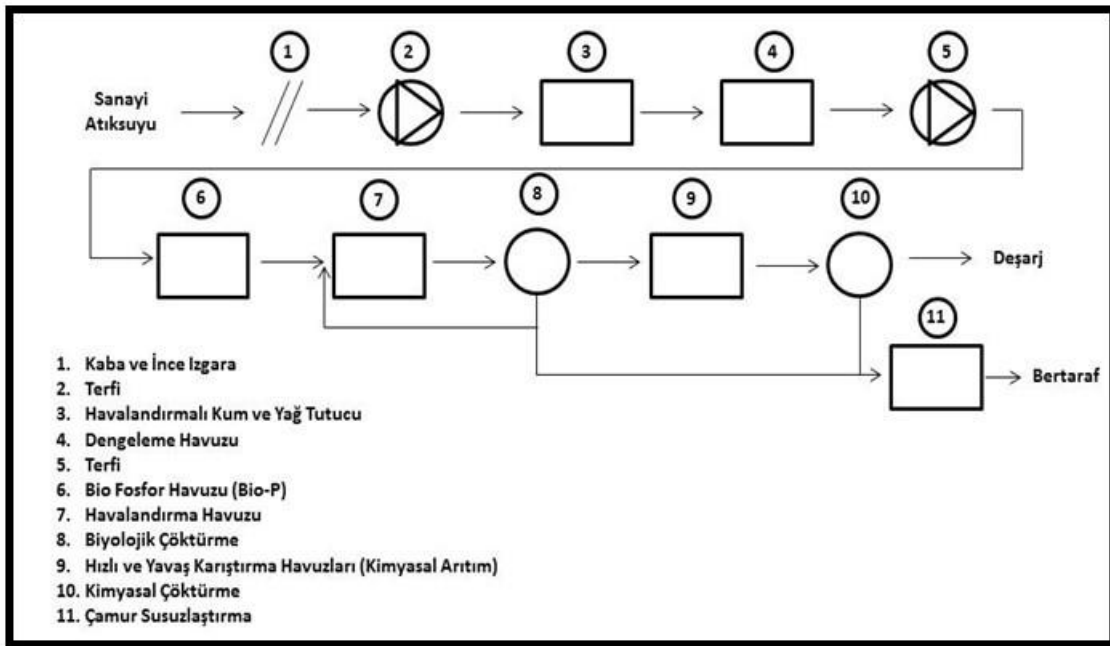 1
2
3
4
5
Sanayi
Atıksuyu
6
7
8
9
10
Deşarj
11
Bertaraf
1. Kaba ve İnce Izgara
2. Terfi
3. Havalandırmalı Kum ve Yağ Tutucu
4. Dengeleme Havuzu
5. Terfi
6. Bio Fosfor Havuzu (Bio-P)
7. Havalandırma Havuzu
8. Biyolojik Çöktürme
9. Hızlı ve Yavaş Karıştırma Havuzları (Kimyasal Arıtım)
10. Kimyasal Çöktürme
11. Çamur Susuzlaştırma